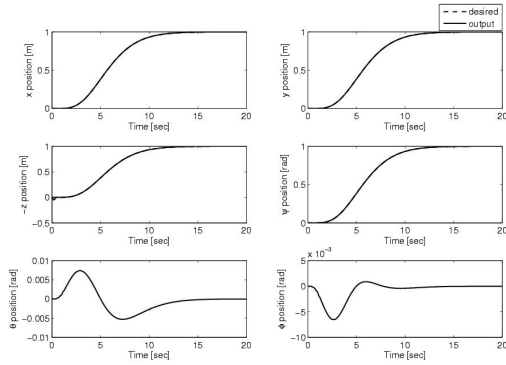 desired
output
1
0.5
0
x position [m]
0 5 10 15 20
Time [sec]
1
0.5
0
y position [m]
0 5 10 15 20
Time [sec]
1
0.5
0
−0.5
−z position [m]
0 5 10 15 20
Time [sec]
1
0.5
0
ψ position [rad]
0 5 10 15 20
Time [sec]
0.01
0.005
0
−0.005
−0.01
θ position [rad]
0 5 10 15 20
Time [sec]
x 10⁻³
5
0
−5
−10
φ position [rad]
0 5 10 15 20
Time [sec]